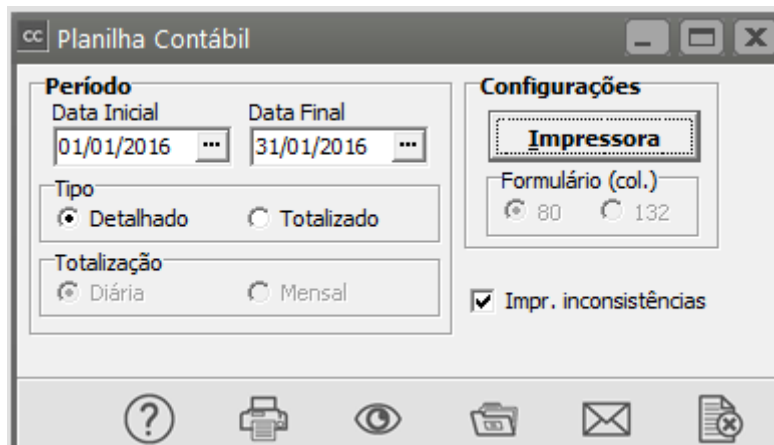 cc Planilha Contábil
Período
Data Inicial Data Final
01/01/2016 ... 31/01/2016 ...
Tipo
Detalhado Totalizado
Totalização
Diária Mensal
Configurações
Impressora
Formulário (col.)
80 132
Impr. inconsistências
?